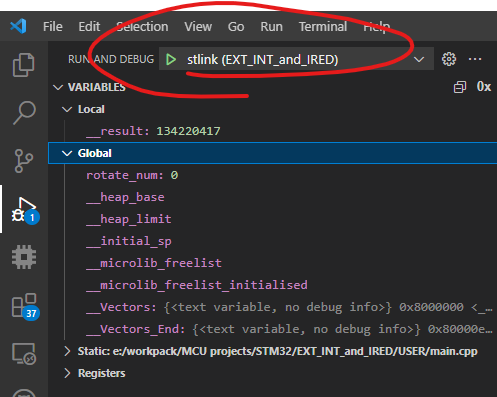 File Edit Selection View Go Run Terminal Help
RUN AND DEBUG stlink (EXT_INT_and_IRED)
VARIABLES 0x
Local
__result: 134220417
Global
rotate_num: 0
__heap_base
__heap_limit
__initial_sp
__microlib_freelist
__microlib_freelist_initialised
__Vectors: {<text variable, no debug info>} 0x8000000 <_…
__Vectors_End: {<text variable, no debug info>} 0x80000e…
Static: e:/workpack/MCU projects/STM32/EXT_INT_and_IRED/USER/main.cpp
Registers
1
37